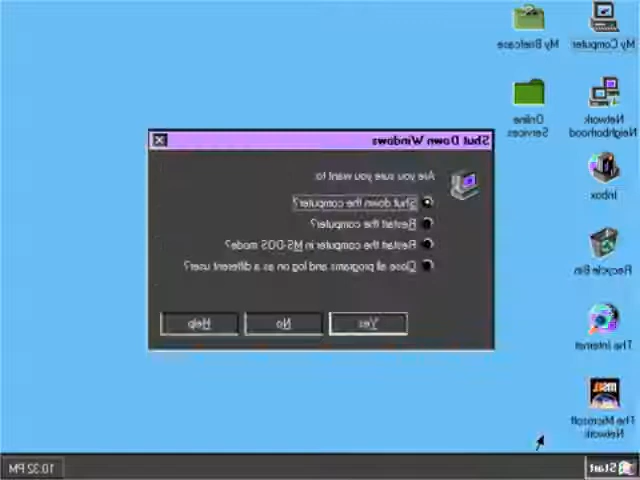 My Computer
My Briefcase
Network
Neighborhood
Online
Services
Inbox
Recycle Bin
The Internet
msn
The Microsoft
Network
Shut Down Windows
Are you sure you want to:
Shut down the computer?
Restart the computer?
Restart the computer in MS-DOS mode?
Close all programs and log on as a different user?
Yes
No
Help
Start
10:32 PM